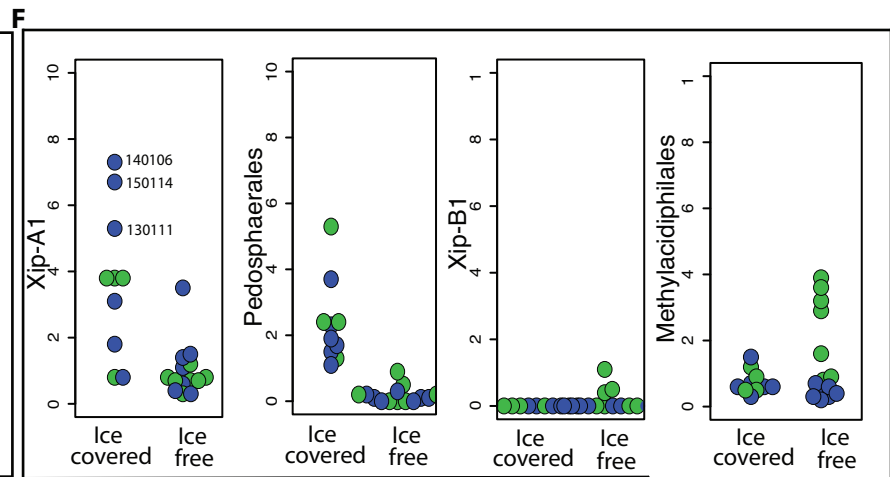 F
Xip-A1
0
2
4
6
8
10
140106
150114
130111
Ice
covered
Ice
free
Pedosphaerales
0
2
4
6
8
10
Ice
covered
Ice
free
Xip-B1
0
2
4
6
8
1
Ice
covered
Ice
free
Methylacidiphilales
0
2
4
6
8
1
Ice
covered
Ice
free